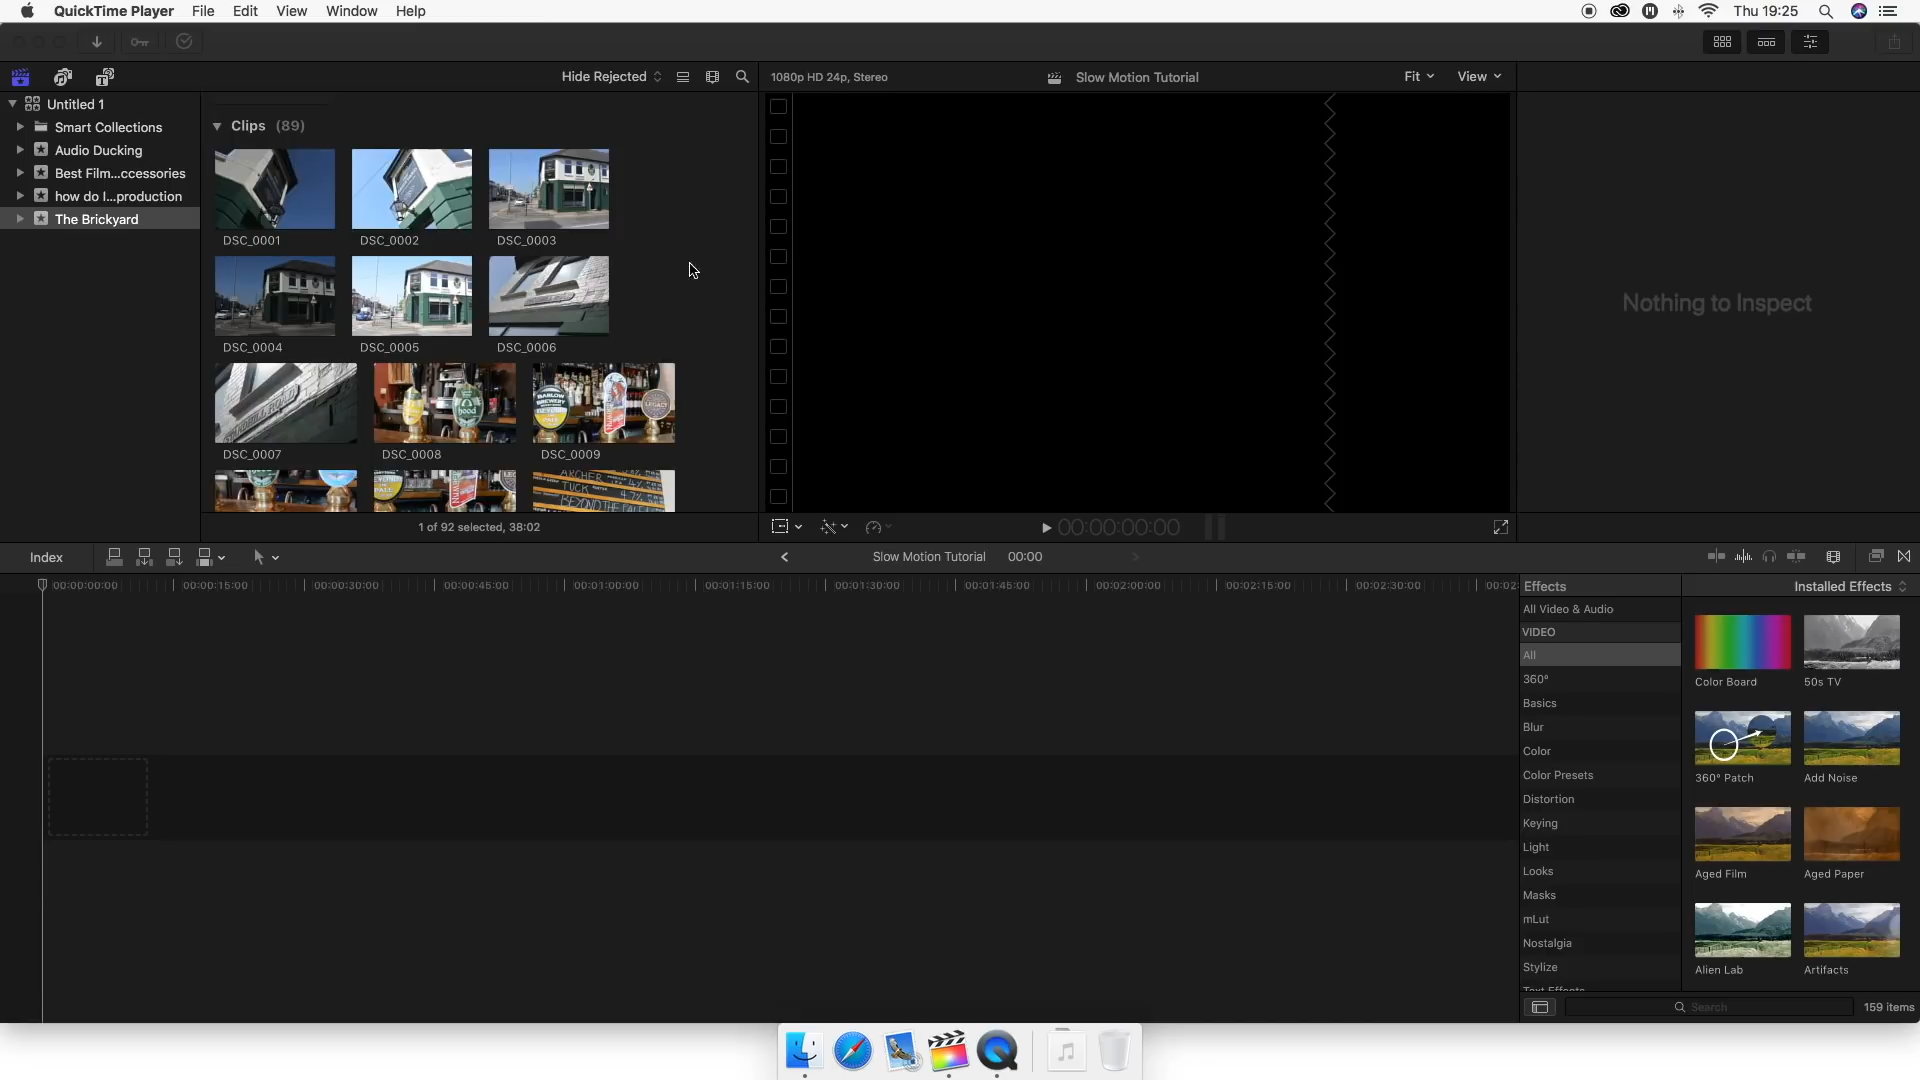 QuickTime Player File Edit View Window Help Thu 19:25
Hide Rejected 1080p HD 24p, Stereo Slow Motion Tutorial Fit View
Untitled 1
Smart Collections
Audio Ducking
Best Film...ccessories
how do I...production
The Brickyard
Clips (89)
DSC_0001 DSC_0002 DSC_0003
DSC_0004 DSC_0005 DSC_0006
DSC_0007 DSC_0008 DSC_0009
1 of 92 selected, 38:02
00:00:00:00
Nothing to Inspect
Index Slow Motion Tutorial 00:00
00:00:00:00 00:00:15:00 00:00:30:00 00:00:45:00 00:01:00:00 00:01:15:00 00:01:30:00 00:01:45:00 00:02:00:00 00:02:15:00 00:02:30:00 00:02:
Effects Installed Effects
All Video & Audio
VIDEO
All
360°
Basics
Blur
Color
Color Presets
Distortion
Keying
Light
Looks
Masks
mLut
Nostalgia
Stylize
Text Effects
Color Board 50s TV
360° Patch Add Noise
Aged Film Aged Paper
Alien Lab Artifacts
Search 159 items